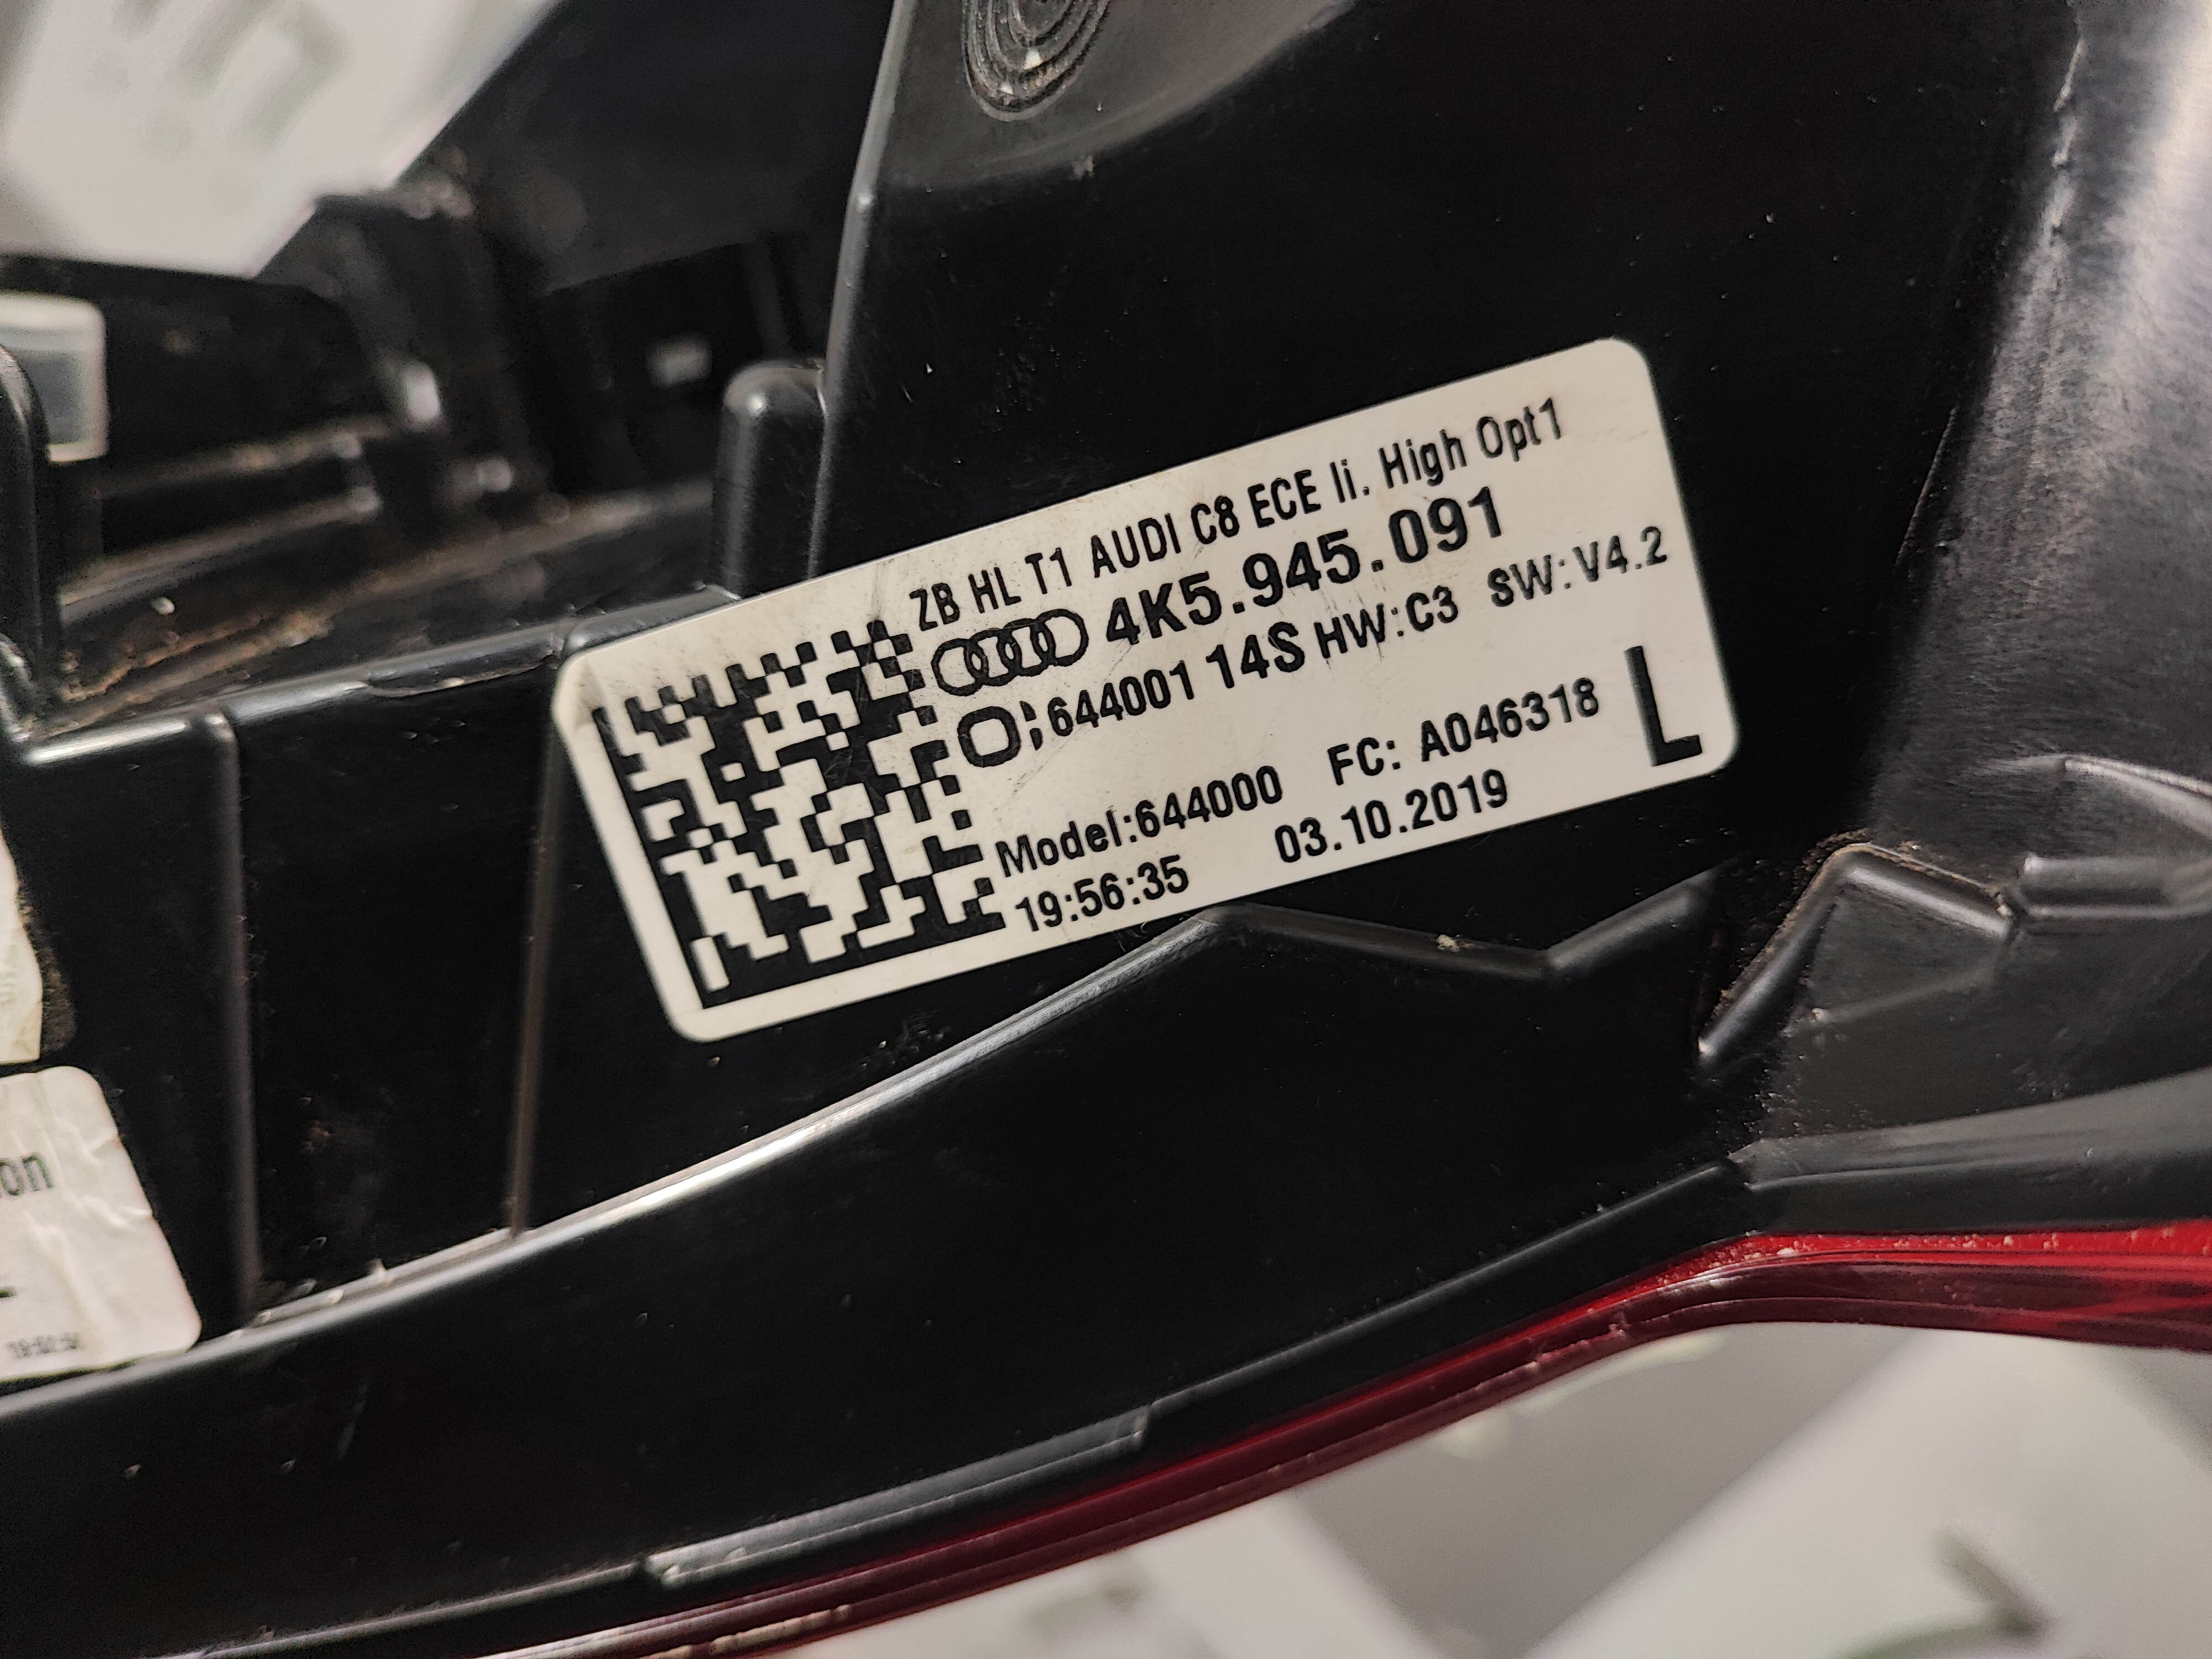 ZB HL T1 AUDI C8 ECE li. High Opt1
4K5.945.091
644001 14S HW:C3 SW:V4.2
Model:644000 FC: A046318
19:56:35 03.10.2019
L
on